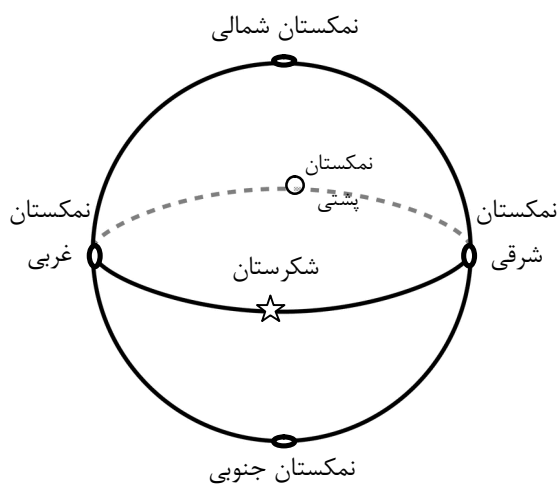 نمکستان شمالی
نمکستان
پشتی
نمکستان
شرقی
نمکستان
غربی
شکرستان
نمکستان جنوبی